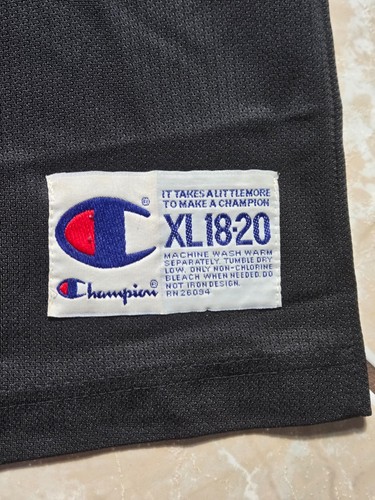 IT TAKES A LITTLE MORE
TO MAKE A CHAMPION
XL 18-20
MACHINE WASH WARM
SEPARATELY. TUMBLE DRY
LOW. ONLY NON-CHLORINE
BLEACH WHEN NEEDED. DO
NOT IRON DESIGN.
RN 26094
Champion®